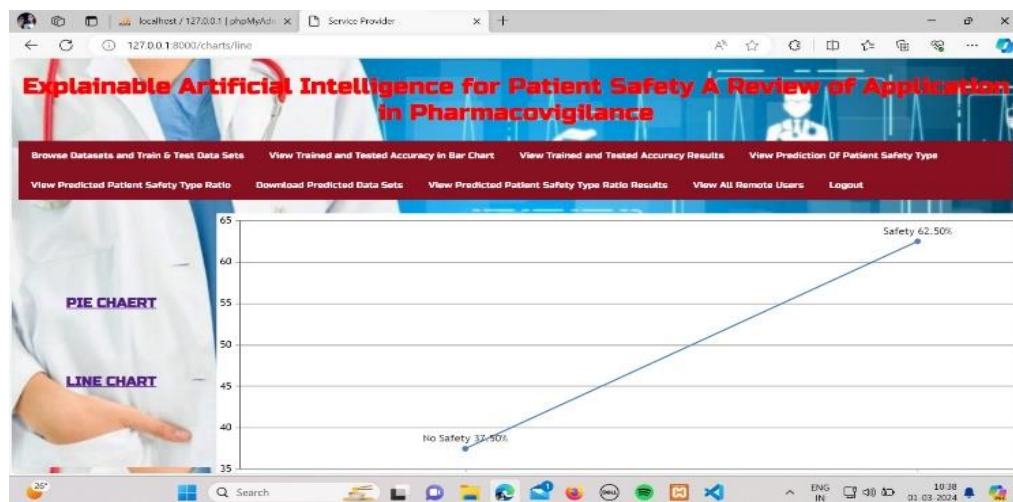 localhost / 127.0.0.1 | phpMyAdn
Service Provider
127.0.0.1:8000/charts/line
Explainable Artificial Intelligence for Patient Safety A Review of Application
in Pharmacovigilance
Browse Datasets and Train & Test Data Sets View Trained and Tested Accuracy in Bar Chart View Trained and Tested Accuracy Results View Prediction Of Patient Safety Type
View Predicted Patient Safety Type Ratio Download Predicted Data Sets View Predicted Patient Safety Type Ratio Results View All Remote Users Logout
PIE CHAERT
LINE CHART
65
60
55
50
45
40
35
Safety 62.50%
No Safety 37.50%
26°
Search
DELL
ENG
IN
10:38
01-03-2024